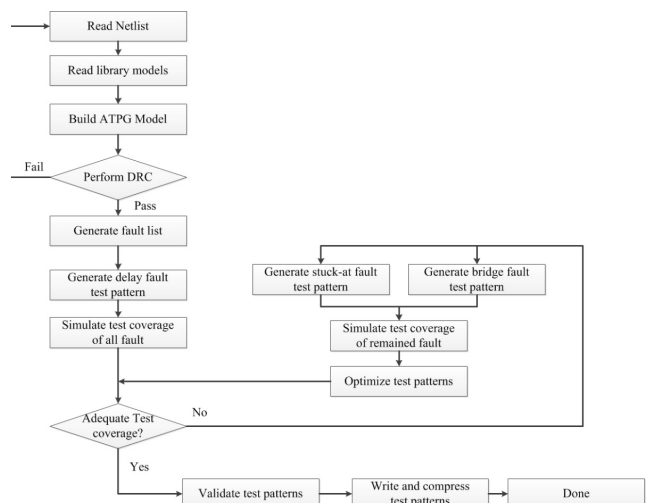 Read Netlist
Read library models
Build ATPG Model
Fail
Perform DRC
Pass
Generate fault list
Generate delay fault
test pattern
Simulate test coverage
of all fault
Generate stuck-at fault
test pattern
Generate bridge fault
test pattern
Simulate test coverage
of remained fault
Optimize test patterns
Adequate Test
coverage?
No
Yes
Validate test patterns
Write and compress
test patterns
Done